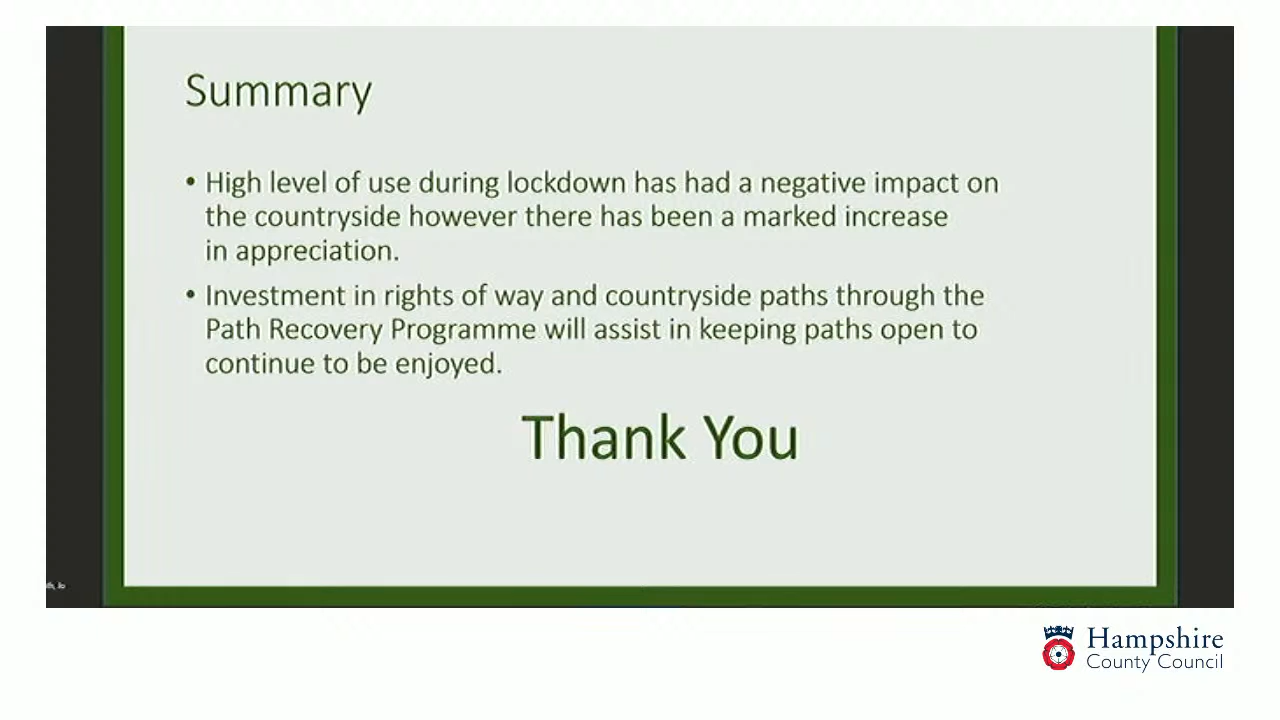 Summary
• High level of use during lockdown has had a negative impact on
the countryside however there has been a marked increase
in appreciation.
• Investment in rights of way and countryside paths through the
Path Recovery Programme will assist in keeping paths open to
continue to be enjoyed.
Thank You
Hampshire
County Council